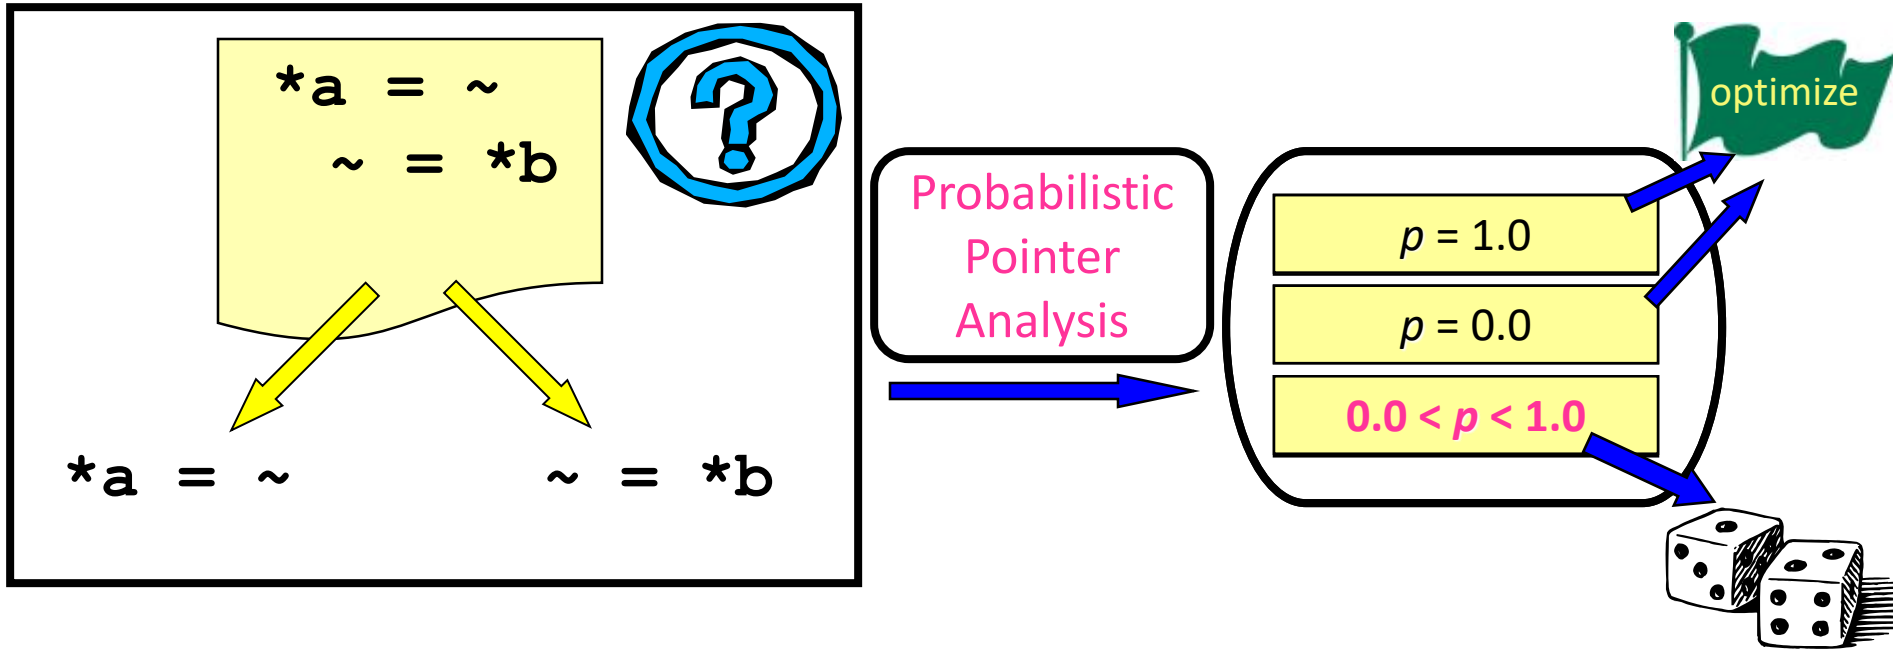 *a = ~
~ = *b
*a = ~
~ = *b
Probabilistic
Pointer
Analysis
p = 1.0
p = 0.0
0.0 < p < 1.0
optimize
?